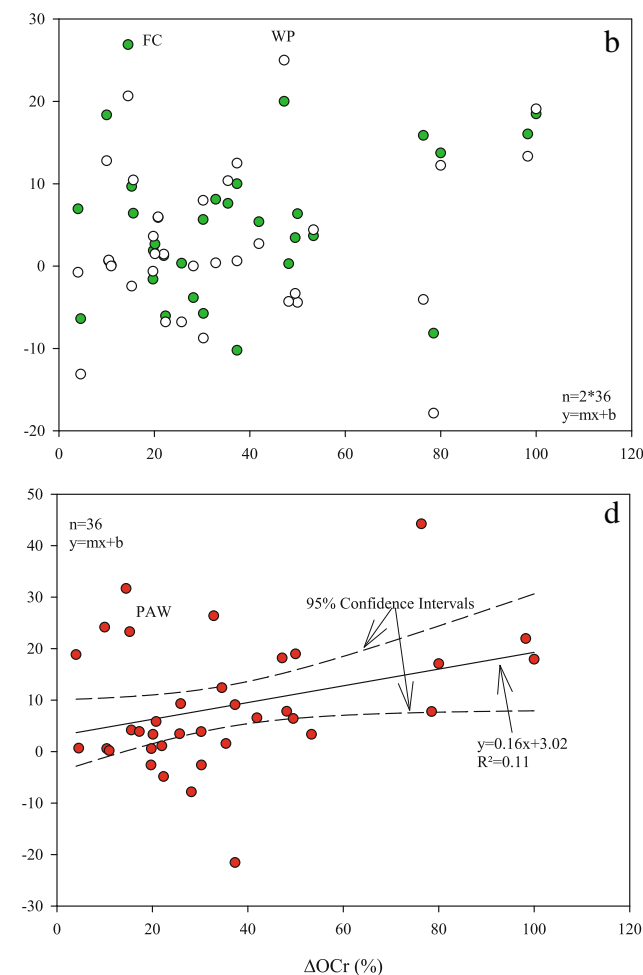 30
20
10
0
-10
-20
FC
WP
b
n=2*36
y=mx+b
0 20 40 60 80 100 120
50
40
30
20
10
0
-10
-20
-30
n=36
y=mx+b
d
PAW
95% Confidence Intervals
y=0.16x+3.02
R²=0.11
0 20 40 60 80 100 120
ΔOCr (%)